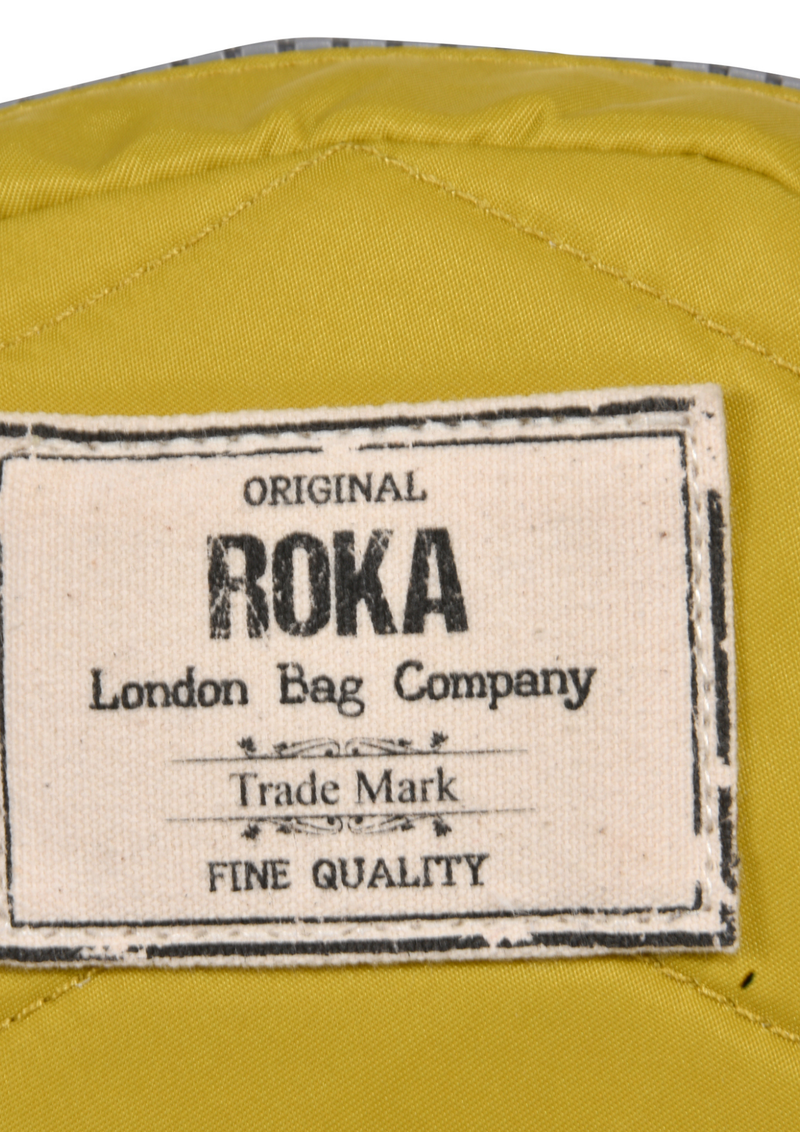 ORIGINAL
ROKA
London Bag Company
Trade Mark
FINE QUALITY